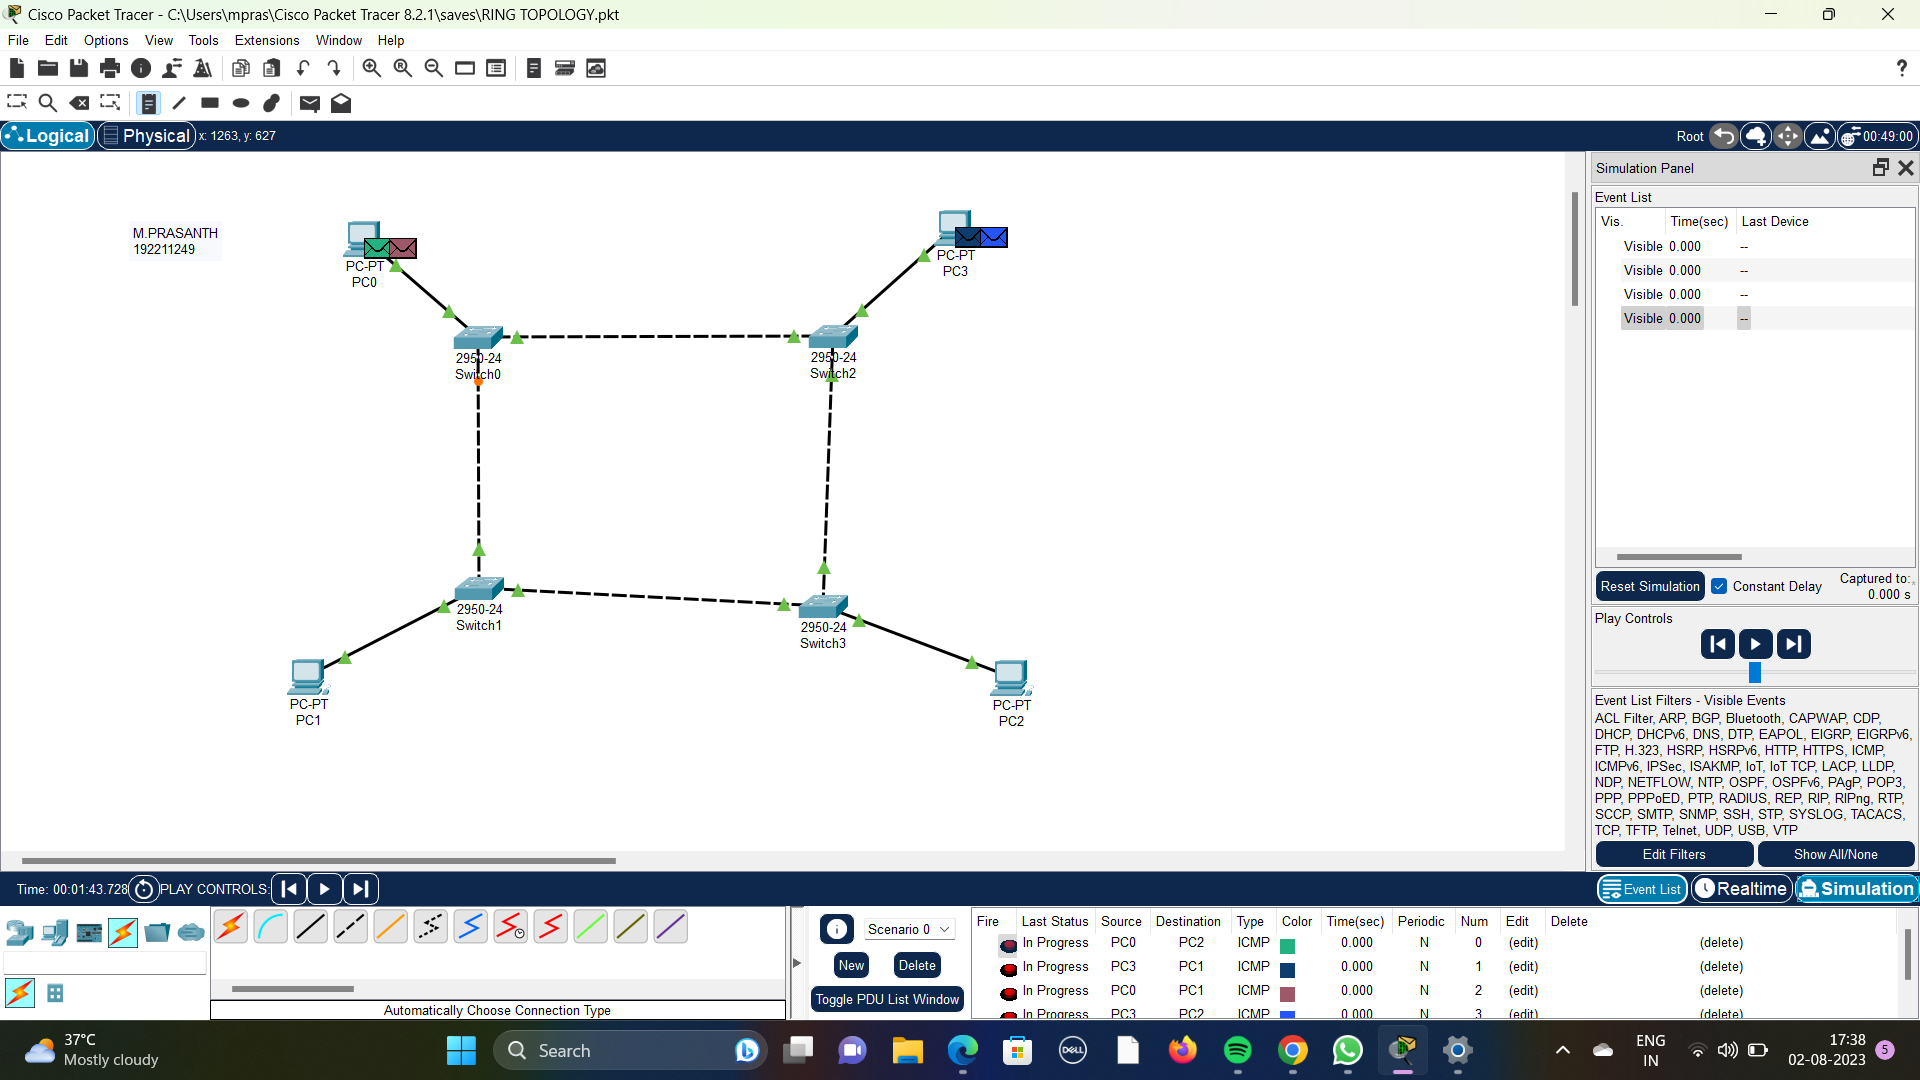 Cisco Packet Tracer - C:\Users\mpras\Cisco Packet Tracer 8.2.1\saves\RING TOPOLOGY.pkt
File Edit Options View Tools Extensions Window Help
?
Logical Physical x: 1263, y: 627
Root 00:49:00
M.PRASANTH
192211249
PC-PT
PC0
PC-PT
PC3
2950-24
Switch0
2950-24
Switch2
2950-24
Switch1
2950-24
Switch3
PC-PT
PC1
PC-PT
PC2
Simulation Panel
Event List
Vis. Time(sec) Last Device
Visible 0.000 --
Visible 0.000 --
Visible 0.000 --
Visible 0.000 --
Reset Simulation Constant Delay Captured to:
0.000 s
Play Controls
Event List Filters - Visible Events
ACL Filter, ARP, BGP, Bluetooth, CAPWAP, CDP,
DHCP, DHCPv6, DNS, DTP, EAPOL, EIGRP, EIGRPv6,
FTP, H.323, HSRP, HSRPv6, HTTP, HTTPS, ICMP,
ICMPv6, IPSec, ISAKMP, IoT, IoT TCP, LACP, LLDP,
NDP, NETFLOW, NTP, OSPF, OSPFv6, PAgP, POP3,
PPP, PPPoED, PTP, RADIUS, REP, RIP, RIPng, RTP,
SCCP, SMTP, SNMP, SSH, STP, SYSLOG, TACACS,
TCP, TFTP, Telnet, UDP, USB, VTP
Edit Filters Show All/None
Time: 00:01:43.728 PLAY CONTROLS:
Event List Realtime Simulation
Automatically Choose Connection Type
Scenario 0
New Delete
Toggle PDU List Window
Fire Last Status Source Destination Type Color Time(sec) Periodic Num Edit Delete
In Progress PC0 PC2 ICMP 0.000 N 0 (edit) (delete)
In Progress PC3 PC1 ICMP 0.000 N 1 (edit) (delete)
In Progress PC0 PC1 ICMP 0.000 N 2 (edit) (delete)
In Progress PC3 PC2 ICMP 0.000 N 3 (edit) (delete)
37°C
Mostly cloudy
Search
DELL
ENG
IN
17:38
02-08-2023
5